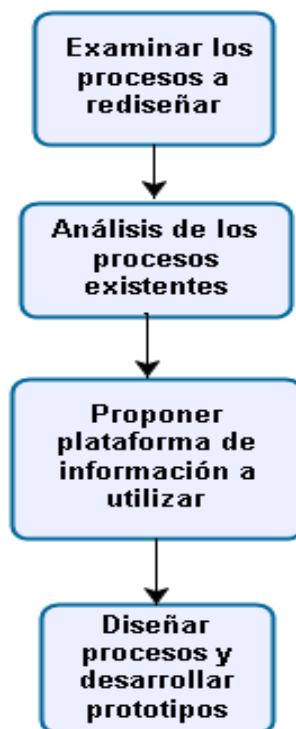 Examinar los
procesos a
rediseñar
Análisis de los
procesos
existentes
Proponer
plataforma de
información a
utilizar
Diseñar
procesos y
desarrollar
prototipos